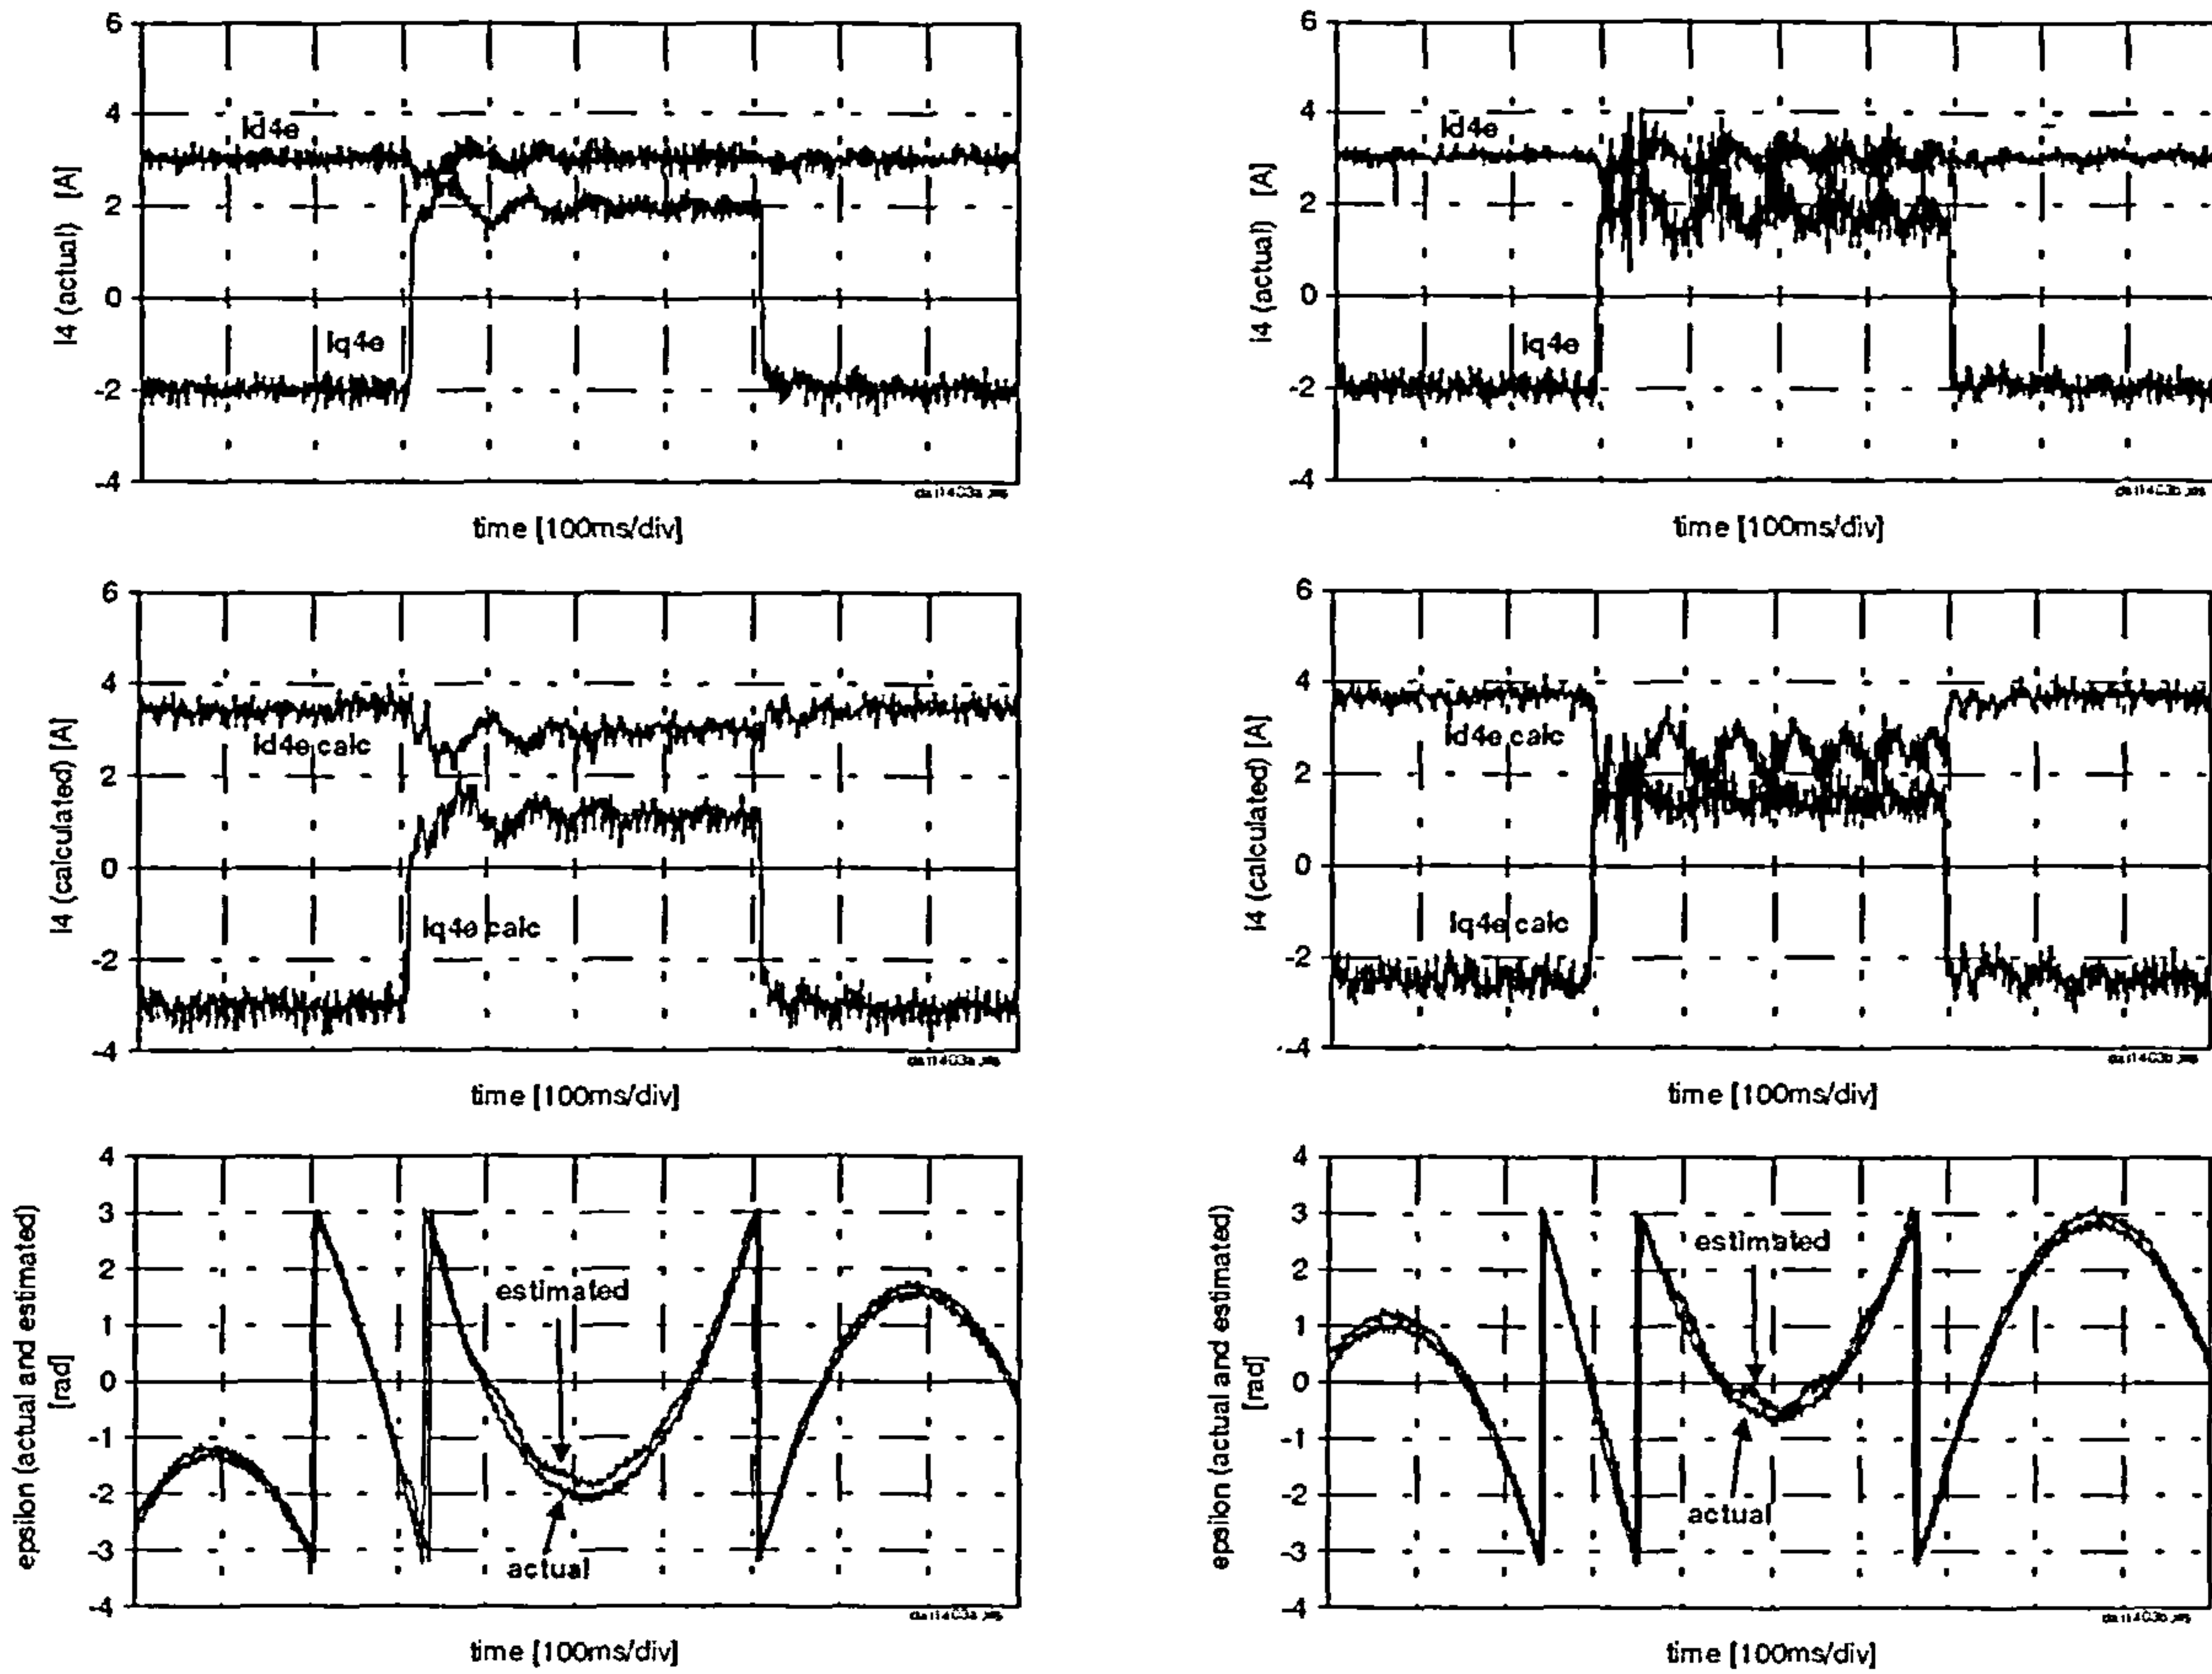 6
4
2
0
-2
-4
I4 (actual) [A]
Id4e
Iq4e
time [100ms/div]
6
4
2
0
-2
-4
I4 (actual) [A]
Id4e
Iq4e
time [100ms/div]
6
4
2
0
-2
-4
I4 (calculated) [A]
Id4e calc
Iq4e calc
time [100ms/div]
6
4
2
0
-2
-4
I4 (calculated) [A]
Id4e calc
Iq4e calc
time [100ms/div]
4
3
2
1
0
-1
-2
-3
-4
epsilon (actual and estimated)
[rad]
estimated
actual
time [100ms/div]
4
3
2
1
0
-1
-2
-3
-4
epsilon (actual and estimated)
[rad]
estimated
actual
time [100ms/div]